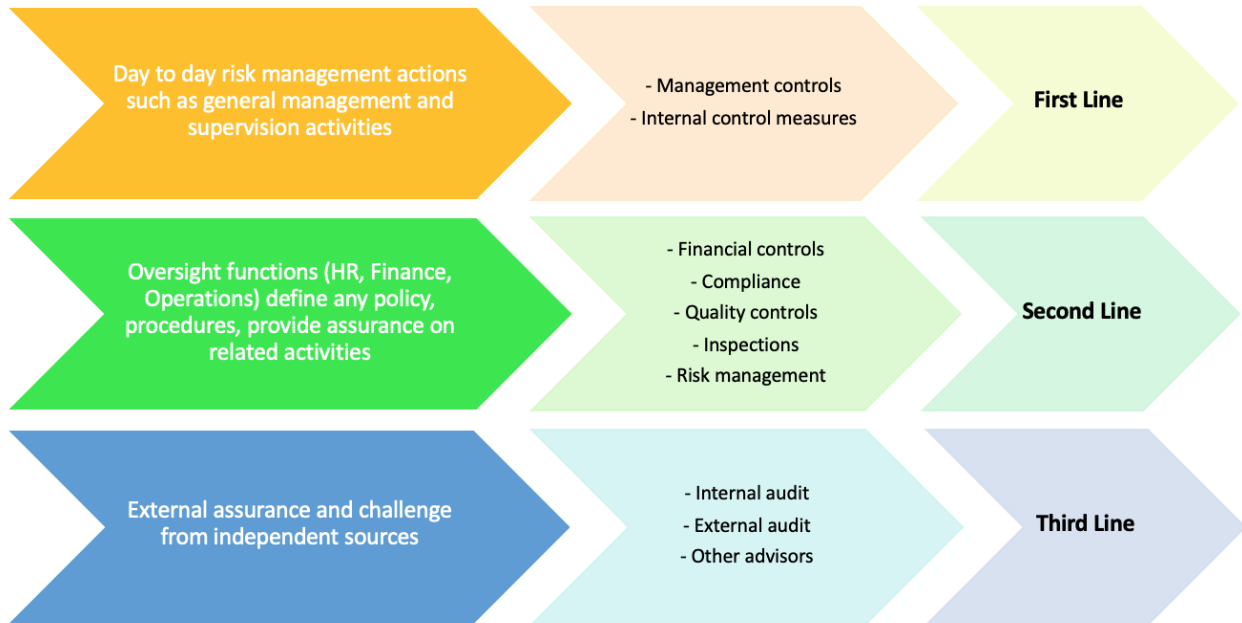 Day to day risk management actions
such as general management and
supervision activities
- Management controls
- Internal control measures
First Line
Oversight functions (HR, Finance,
Operations) define any policy,
procedures, provide assurance on
related activities
- Financial controls
- Compliance
- Quality controls
- Inspections
- Risk management
Second Line
External assurance and challenge
from independent sources
- Internal audit
- External audit
- Other advisors
Third Line